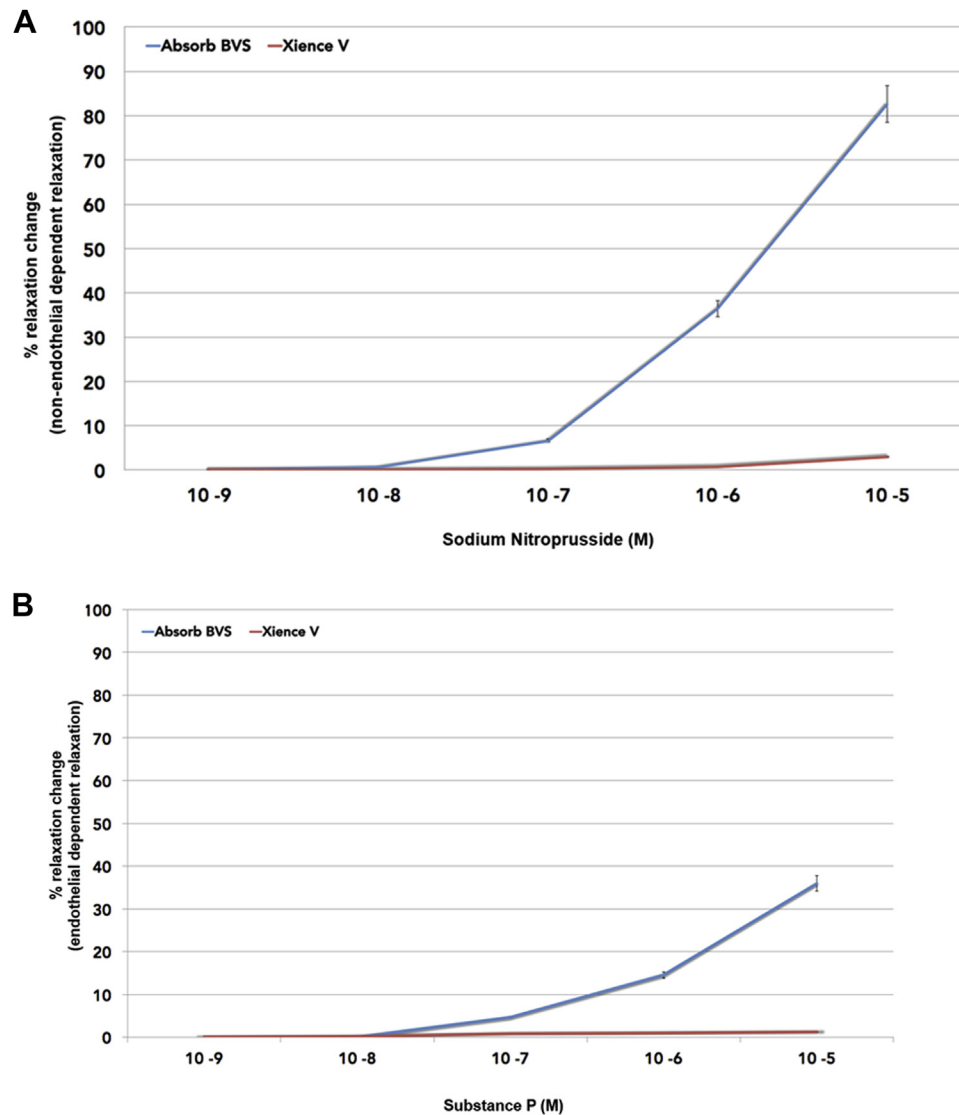 A
100
Absorb BVS Xience V
90
80
70
60
50
40
30
20
10
0
% relaxation change
(non-endothelial dependent relaxation)
10 -9 10 -8 10 -7 10 -6 10 -5
Sodium Nitroprusside (M)
B
100
Absorb BVS Xience V
90
80
70
60
50
40
30
20
10
0
% relaxation change
(endothelial dependent relaxation)
10 -9 10 -8 10 -7 10 -6 10 -5
Substance P (M)